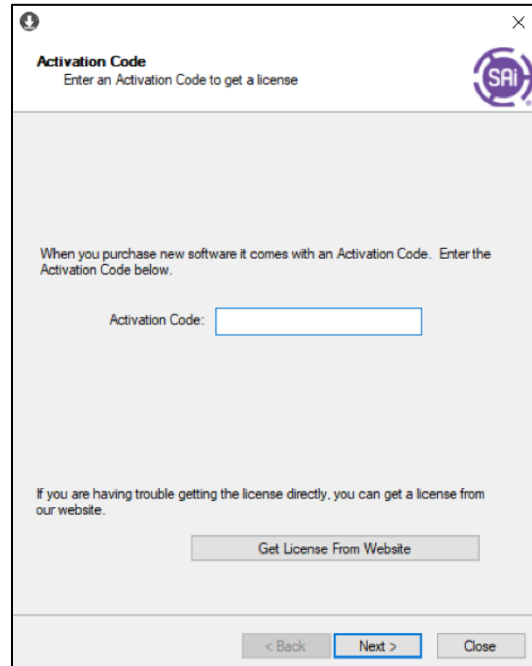 Activation Code
Enter an Activation Code to get a license
SAi
When you purchase new software it comes with an Activation Code. Enter the
Activation Code below.
Activation Code:
If you are having trouble getting the license directly, you can get a license from
our website.
Get License From Website
< Back
Next >
Close